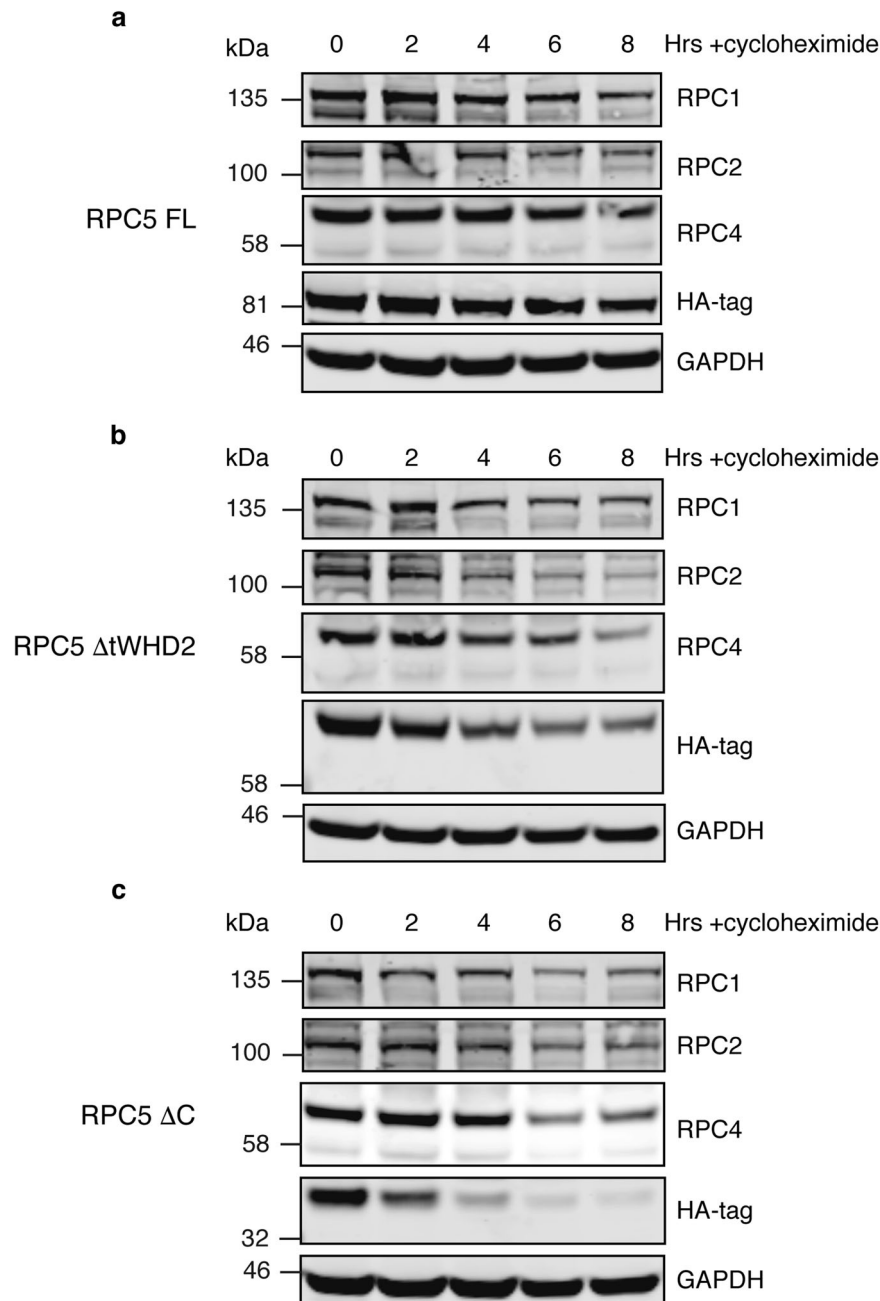 a
kDa 0 2 4 6 8 Hrs +cycloheximide
135 RPC1
100 RPC2
RPC5 FL
58 RPC4
81 HA-tag
46 GAPDH
b
kDa 0 2 4 6 8 Hrs +cycloheximide
135 RPC1
100 RPC2
RPC5 ΔtWHD2 58 RPC4
HA-tag
58
46 GAPDH
c
kDa 0 2 4 6 8 Hrs +cycloheximide
135 RPC1
100 RPC2
RPC5 ΔC RPC4
58
HA-tag
32
46 GAPDH